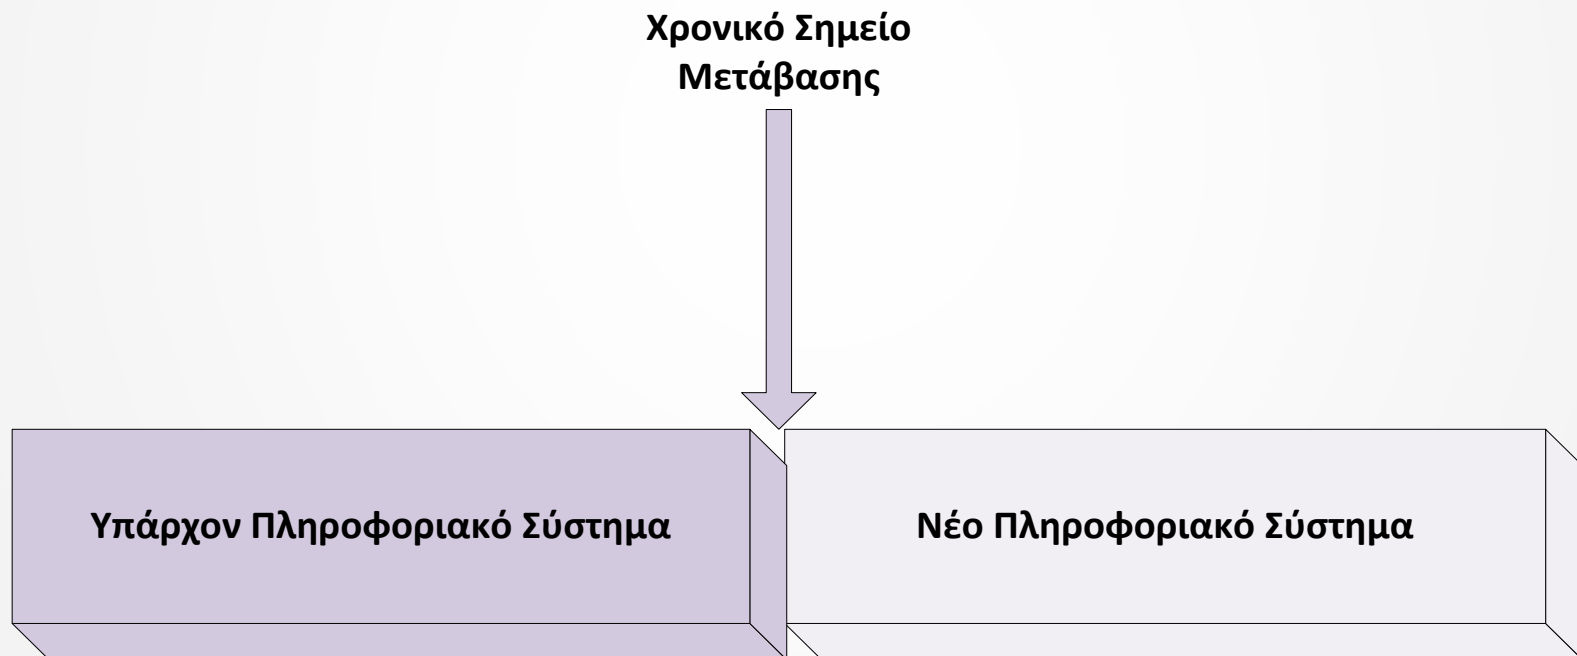 Χρονικό Σημείο
Μετάβασης
Υπάρχον Πληροφοριακό Σύστημα
Νέο Πληροφοριακό Σύστημα